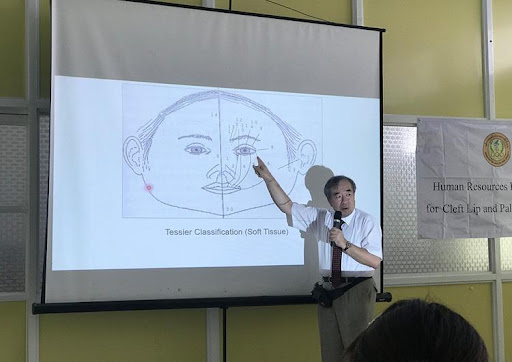 Tessier Classification (Soft Tissue)
Human Resources
for Cleft Lip and Pal